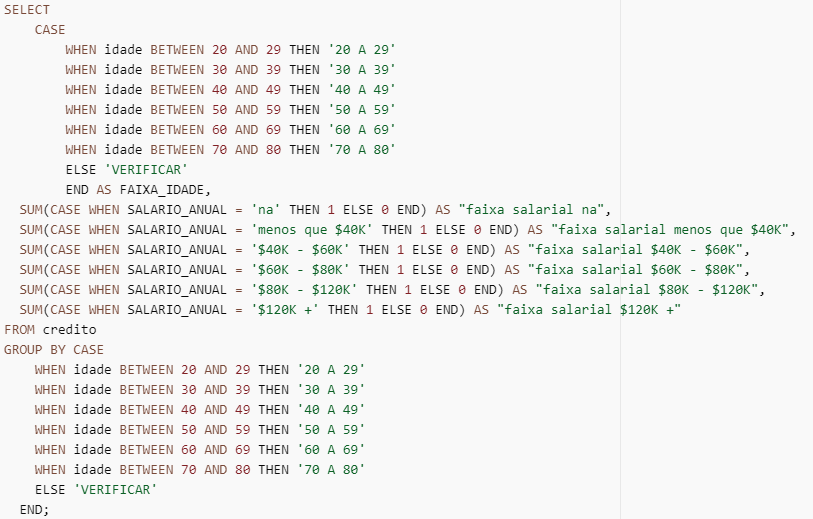 SELECT
CASE
WHEN idade BETWEEN 20 AND 29 THEN '20 A 29'
WHEN idade BETWEEN 30 AND 39 THEN '30 A 39'
WHEN idade BETWEEN 40 AND 49 THEN '40 A 49'
WHEN idade BETWEEN 50 AND 59 THEN '50 A 59'
WHEN idade BETWEEN 60 AND 69 THEN '60 A 69'
WHEN idade BETWEEN 70 AND 80 THEN '70 A 80'
ELSE 'VERIFICAR'
END AS FAIXA_IDADE,
SUM(CASE WHEN SALARIO_ANUAL = 'na' THEN 1 ELSE 0 END) AS "faixa salarial na",
SUM(CASE WHEN SALARIO_ANUAL = 'menos que $40K' THEN 1 ELSE 0 END) AS "faixa salarial menos que $40K",
SUM(CASE WHEN SALARIO_ANUAL = '$40K - $60K' THEN 1 ELSE 0 END) AS "faixa salarial $40K - $60K",
SUM(CASE WHEN SALARIO_ANUAL = '$60K - $80K' THEN 1 ELSE 0 END) AS "faixa salarial $60K - $80K",
SUM(CASE WHEN SALARIO_ANUAL = '$80K - $120K' THEN 1 ELSE 0 END) AS "faixa salarial $80K - $120K",
SUM(CASE WHEN SALARIO_ANUAL = '$120K +' THEN 1 ELSE 0 END) AS "faixa salarial $120K +"
FROM credito
GROUP BY CASE
WHEN idade BETWEEN 20 AND 29 THEN '20 A 29'
WHEN idade BETWEEN 30 AND 39 THEN '30 A 39'
WHEN idade BETWEEN 40 AND 49 THEN '40 A 49'
WHEN idade BETWEEN 50 AND 59 THEN '50 A 59'
WHEN idade BETWEEN 60 AND 69 THEN '60 A 69'
WHEN idade BETWEEN 70 AND 80 THEN '70 A 80'
ELSE 'VERIFICAR'
END;